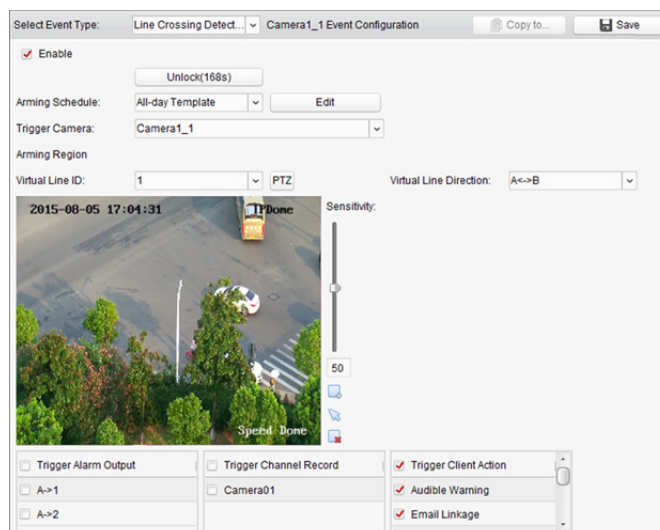 Select Event Type: Line Crossing Detect... Camera1_1 Event Configuration Copy to... Save
Enable
Unlock(168s)
Arming Schedule: All-day Template Edit
Trigger Camera: Camera1_1
Arming Region
Virtual Line ID: 1 PTZ Virtual Line Direction: A<->B
2015-08-05 17:04:31 IPDome Sensitivity:
50
Speed Dome
Trigger Alarm Output Trigger Channel Record Trigger Client Action
A->1 Camera01 Audible Warning
A->2 Email Linkage